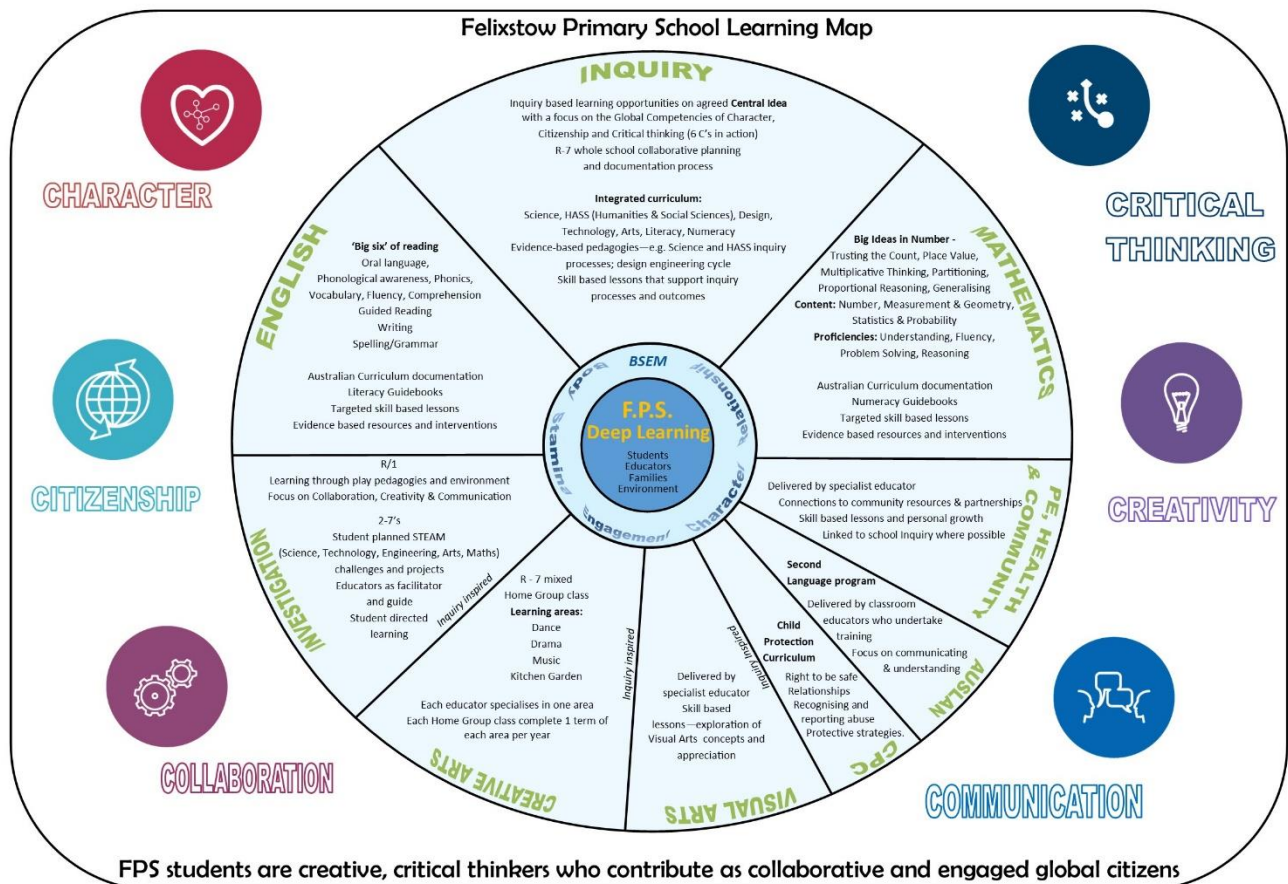 Felixstow Primary School Learning Map
CHARACTER
CITIZENSHIP
COLLABORATION
CRITICAL
THINKING
CREATIVITY
COMMUNICATION
INQUIRY
Inquiry based learning opportunities on agreed Central Idea
with a focus on the Global Competencies of Character,
Citizenship and Critical thinking (6 C's in action)
R-7 whole school collaborative planning
and documentation process
Integrated curriculum:
Science, HASS (Humanities & Social Sciences), Design,
Technology, Arts, Literacy, Numeracy
Evidence-based pedagogies—e.g. Science and HASS inquiry
processes; design engineering cycle
Skill based lessons that support inquiry
processes and outcomes
MATHEMATICS
Big Ideas in Number -
Trusting the Count, Place Value,
Multiplicative Thinking, Partitioning,
Proportional Reasoning, Generalising
Content: Number, Measurement & Geometry,
Statistics & Probability
Proficiencies: Understanding, Fluency,
Problem Solving, Reasoning
Australian Curriculum documentation
Numeracy Guidebooks
Targeted skill based lessons
Evidence based resources and interventions
PE, HEALTH
& COMMUNITY
Delivered by specialist educator
Connections to community resources & partnerships
Skill based lessons and personal growth
Linked to school Inquiry where possible
AUSLAN
Second
Language program
Delivered by classroom
educators who undertake
training
Focus on communicating
& understanding
CPC
Child
Protection
Curriculum
Right to be safe
Relationships
Recognising and
reporting abuse
Protective strategies.
VISUAL ARTS
Inquiry Inspired
Delivered by
specialist educator
Skill based
lessons—exploration of
Visual Arts concepts and
appreciation
CREATIVE ARTS
Inquiry inspired
R - 7 mixed
Home Group class
Learning areas:
Dance
Drama
Music
Kitchen Garden
Each educator specialises in one area
Each Home Group class complete 1 term of
each area per year
INVESTIGATION
Inquiry inspired
R/1
Learning through play pedagogies and environment
Focus on Collaboration, Creativity & Communication
2-7's
Student planned STEAM
(Science, Technology, Engineering, Arts, Maths)
challenges and projects
Educators as facilitator
and guide
Student directed
learning
ENGLISH
'Big six' of reading
Oral language,
Phonological awareness, Phonics,
Vocabulary, Fluency, Comprehension
Guided Reading
Writing
Spelling/Grammar
Australian Curriculum documentation
Literacy Guidebooks
Targeted skill based lessons
Evidence based resources and interventions
BSEM
Body
Relationship
Stamina
Engagement
Character
F.P.S.
Deep Learning
Students
Educators
Families
Environment
FPS students are creative, critical thinkers who contribute as collaborative and engaged global citizens